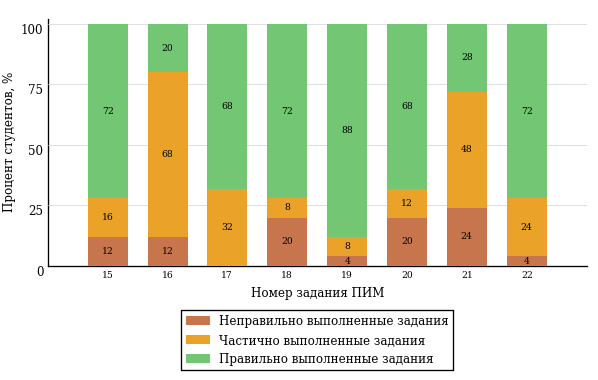 Процент студентов, %
100
75
50
25
0
72 20 68 72 88 68 28 72
16 68 32 8 8 12 48 24
12 12 20 4 20 24 4
15 16 17 18 19 20 21 22
Номер задания ПИМ
Неправильно выполненные задания
Частично выполненные задания
Правильно выполненные задания